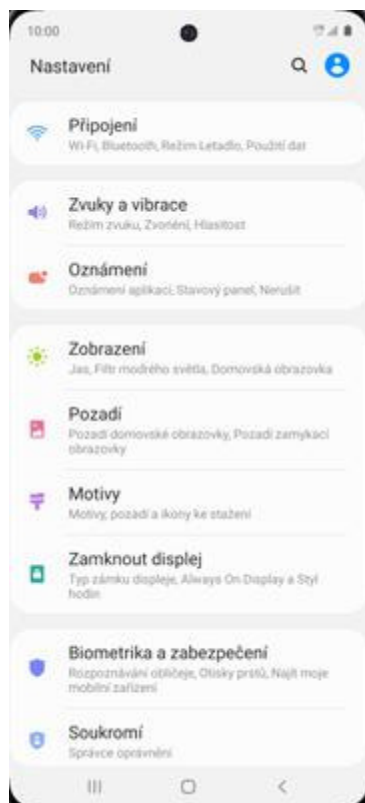 10:00
Nastavení
Připojení
Wi-Fi, Bluetooth, Režim Letadlo, Použití dat
Zvuky a vibrace
Režim zvuku, Zvonění, Hlasitost
Oznámení
Oznámení aplikací, Stavový panel, Nerušit
Zobrazení
Jas, Filtr modrého světla, Domovská obrazovka
Pozadí
Pozadí domovské obrazovky, Pozadí zamykací
obrazovky
Motivy
Motivy, pozadí a ikony ke stažení
Zamknout displej
Typ zámku displeje, Always On Display a Styl
hodin
Biometrika a zabezpečení
Rozpoznávání obličeje, Otisky prstů, Najít moje
mobilní zařízení
Soukromí
Správce oprávnění